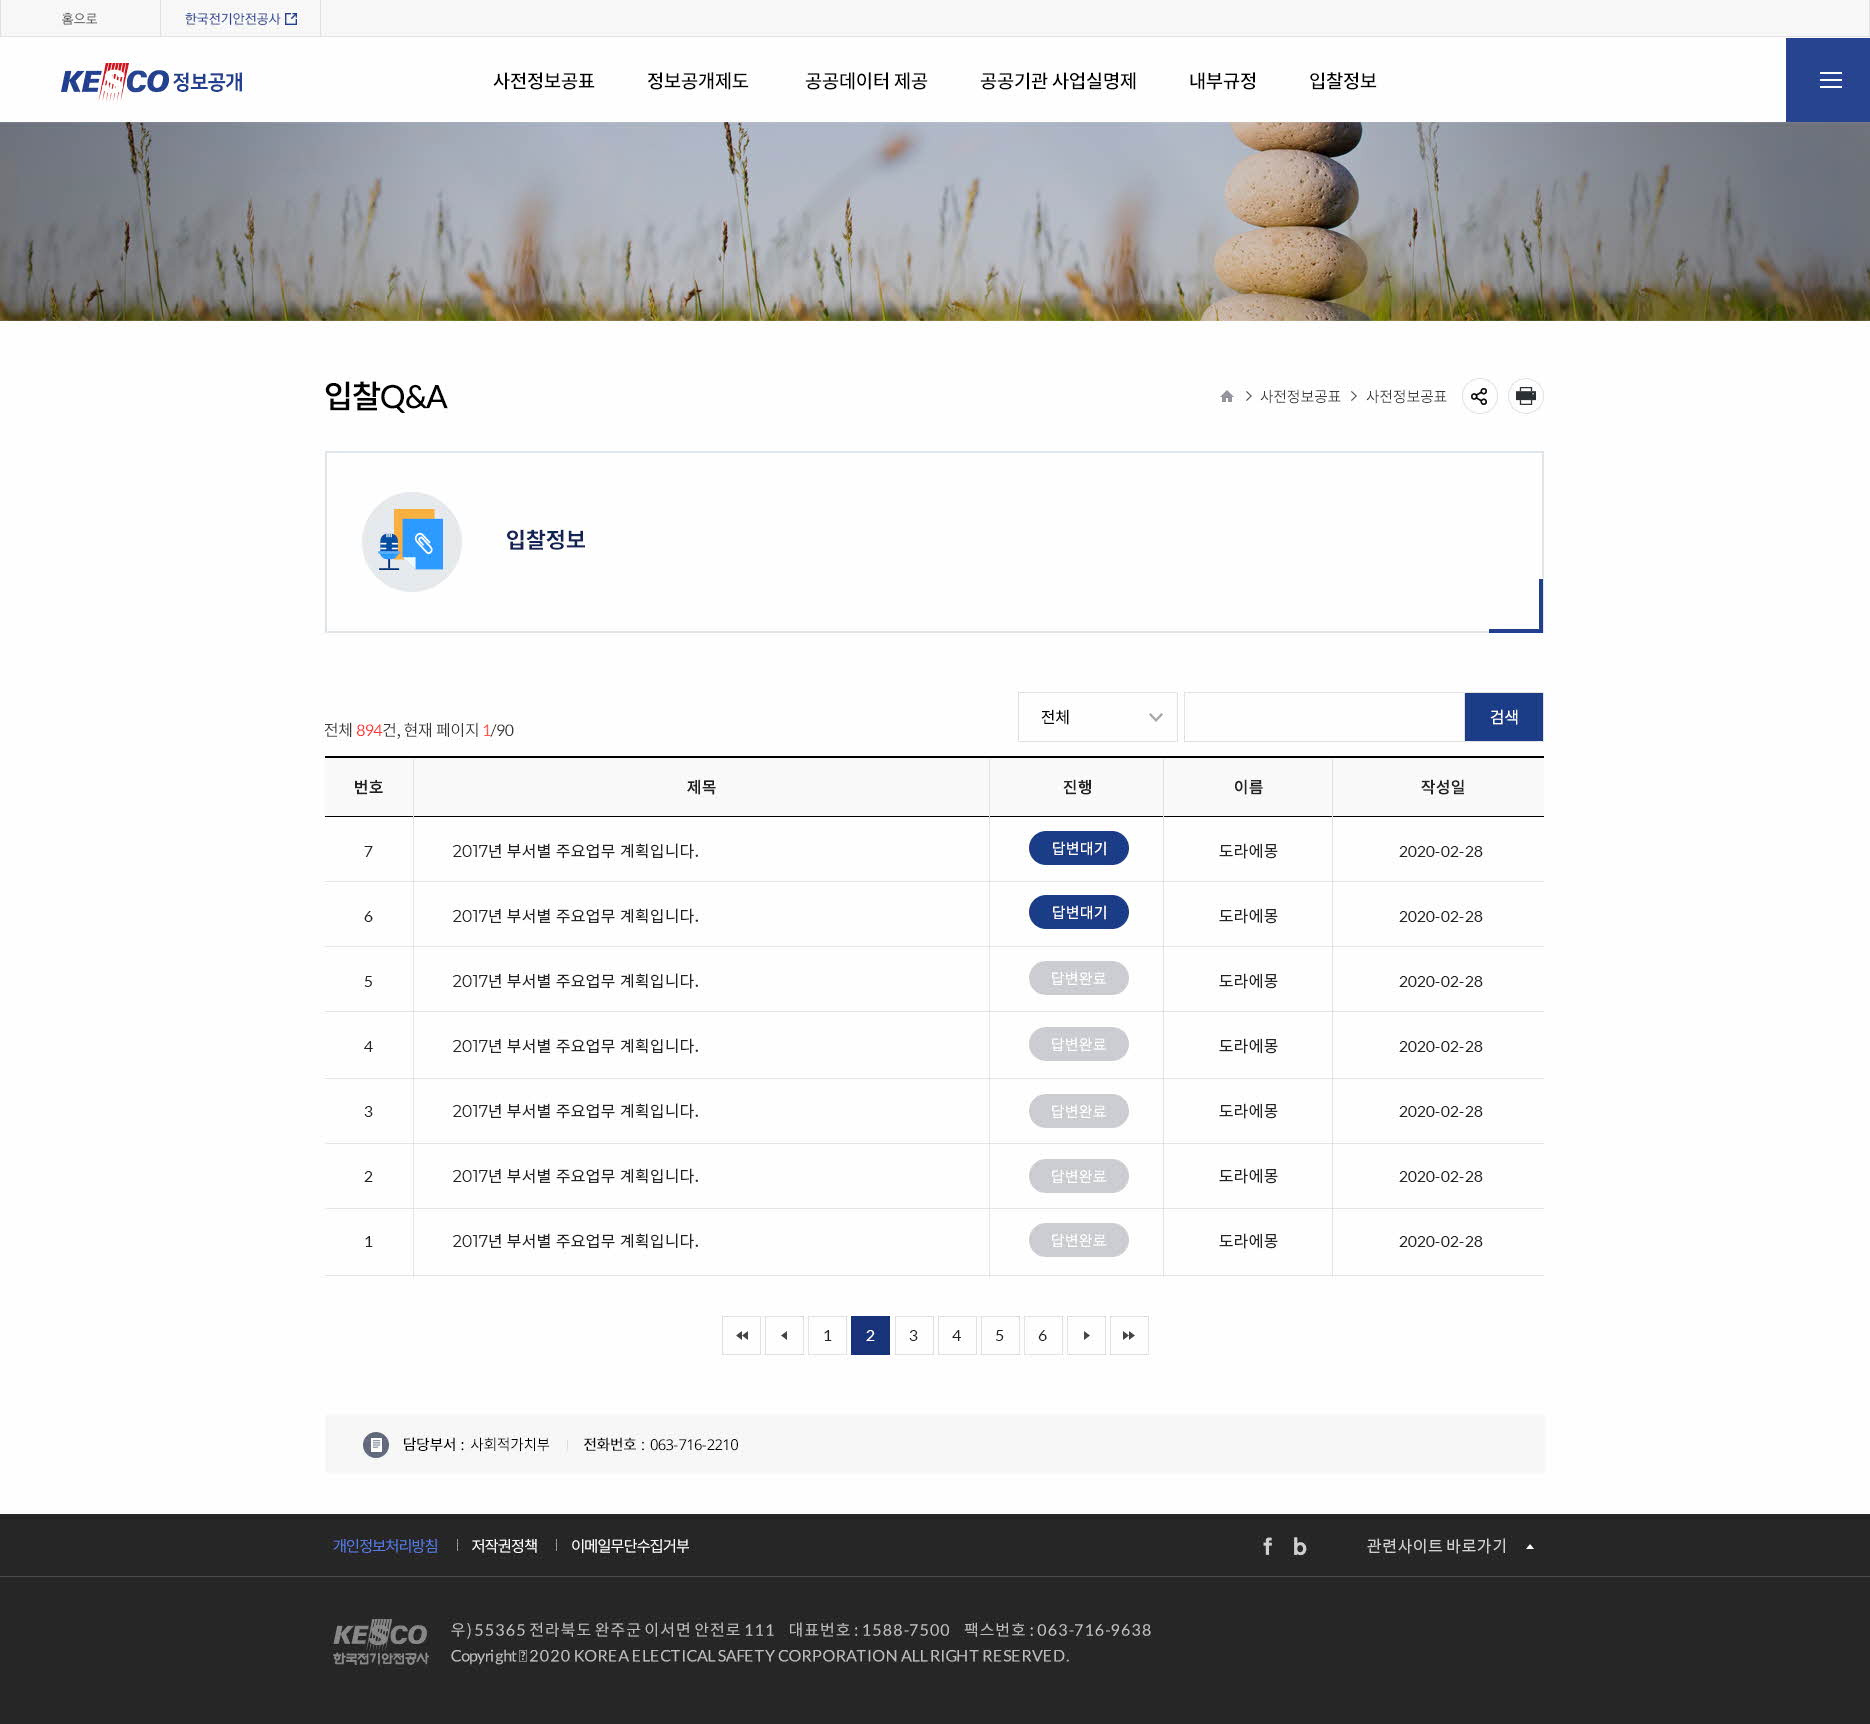 홈으로
한국전기안전공사
KESCO 정보공개
사전정보공표 정보공개제도 공공데이터 제공 공공기관 사업실명제 내부규정 입찰정보
입찰Q&A
사전정보공표 사전정보공표
입찰정보
전체 894건, 현재 페이지 1/90
전체
검색
번호 제목 진행 이름 작성일
7 2017년 부서별 주요업무 계획입니다. 답변대기 도라에몽 2020-02-28
6 2017년 부서별 주요업무 계획입니다. 답변대기 도라에몽 2020-02-28
5 2017년 부서별 주요업무 계획입니다. 답변완료 도라에몽 2020-02-28
4 2017년 부서별 주요업무 계획입니다. 답변완료 도라에몽 2020-02-28
3 2017년 부서별 주요업무 계획입니다. 답변완료 도라에몽 2020-02-28
2 2017년 부서별 주요업무 계획입니다. 답변완료 도라에몽 2020-02-28
1 2017년 부서별 주요업무 계획입니다. 답변완료 도라에몽 2020-02-28
1 2 3 4 5 6
담당부서 : 사회적가치부 전화번호 : 063-716-2210
개인정보처리방침 저작권정책 이메일무단수집거부
f b 관련사이트 바로가기
KESCO
한국전기안전공사
우) 55365 전라북도 완주군 이서면 안전로 111 대표번호 : 1588-7500 팩스번호 : 063-716-9638
Copyright 2020 KOREA ELECTICAL SAFETY CORPORATION ALL RIGHT RESERVED.